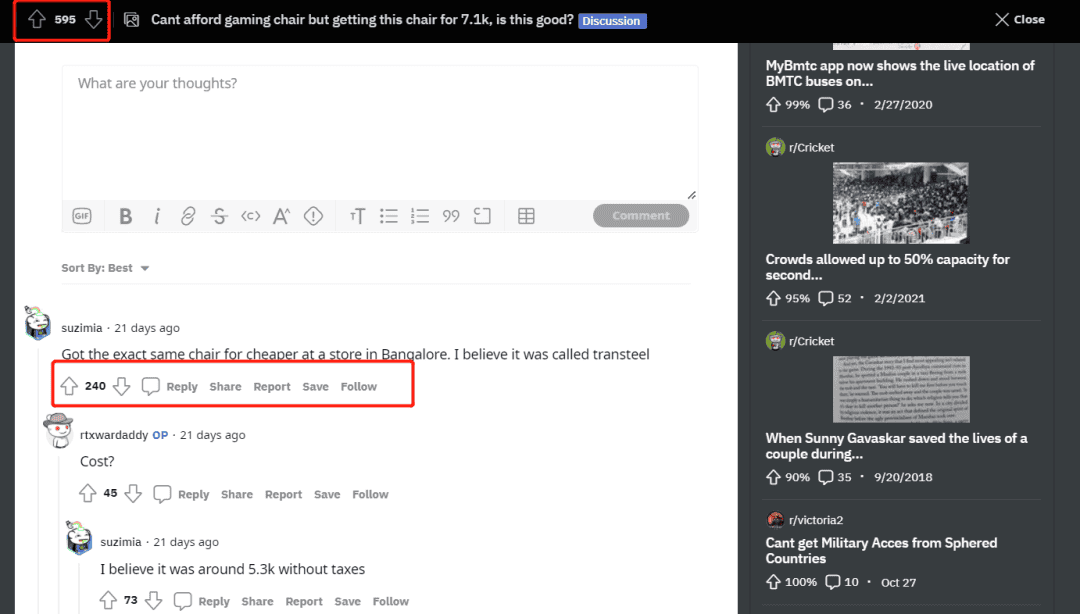 595 Cant afford gaming chair but getting this chair for 7.1k, is this good? Discussion Close
What are your thoughts?
GIF B i S <c> A T 99 Comment
Sort By: Best
suzimia · 21 days ago
Got the exact same chair for cheaper at a store in Bangalore. I believe it was called transteel
240 Reply Share Report Save Follow
rtxwardaddy OP · 21 days ago
Cost?
45 Reply Share Report Save Follow
suzimia · 21 days ago
I believe it was around 5.3k without taxes
73 Reply Share Report Save Follow
MyBmtc app now shows the live location of
BMTC buses on...
99% 36 · 2/27/2020
r/Cricket
Crowds allowed up to 50% capacity for
second...
95% 52 · 2/2/2021
r/Cricket
When Sunny Gavaskar saved the lives of a
couple during...
90% 35 · 9/20/2018
r/victoria2
Cant get Military Acces from Sphered
Countries
100% 10 · Oct 27